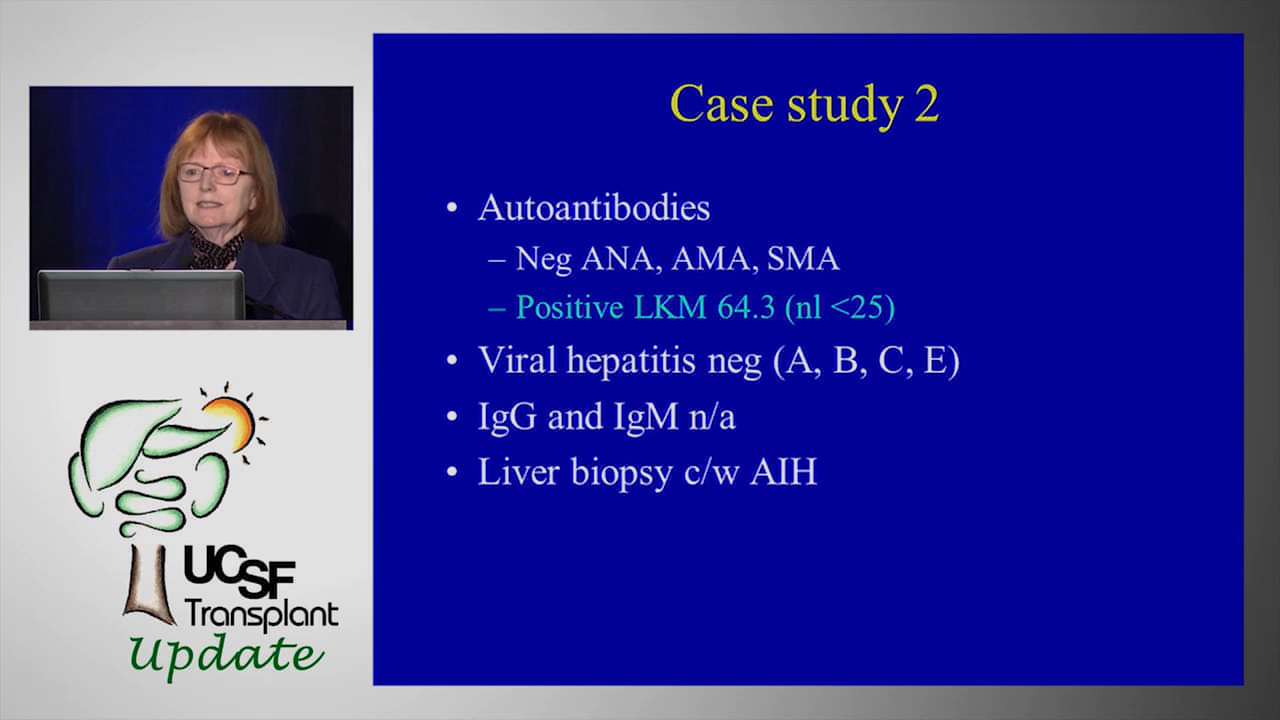 Case study 2
• Autoantibodies
– Neg ANA, AMA, SMA
– Positive LKM 64.3 (nl <25)
• Viral hepatitis neg (A, B, C, E)
• IgG and IgM n/a
• Liver biopsy c/w AIH
UCSF
Transplant
Update